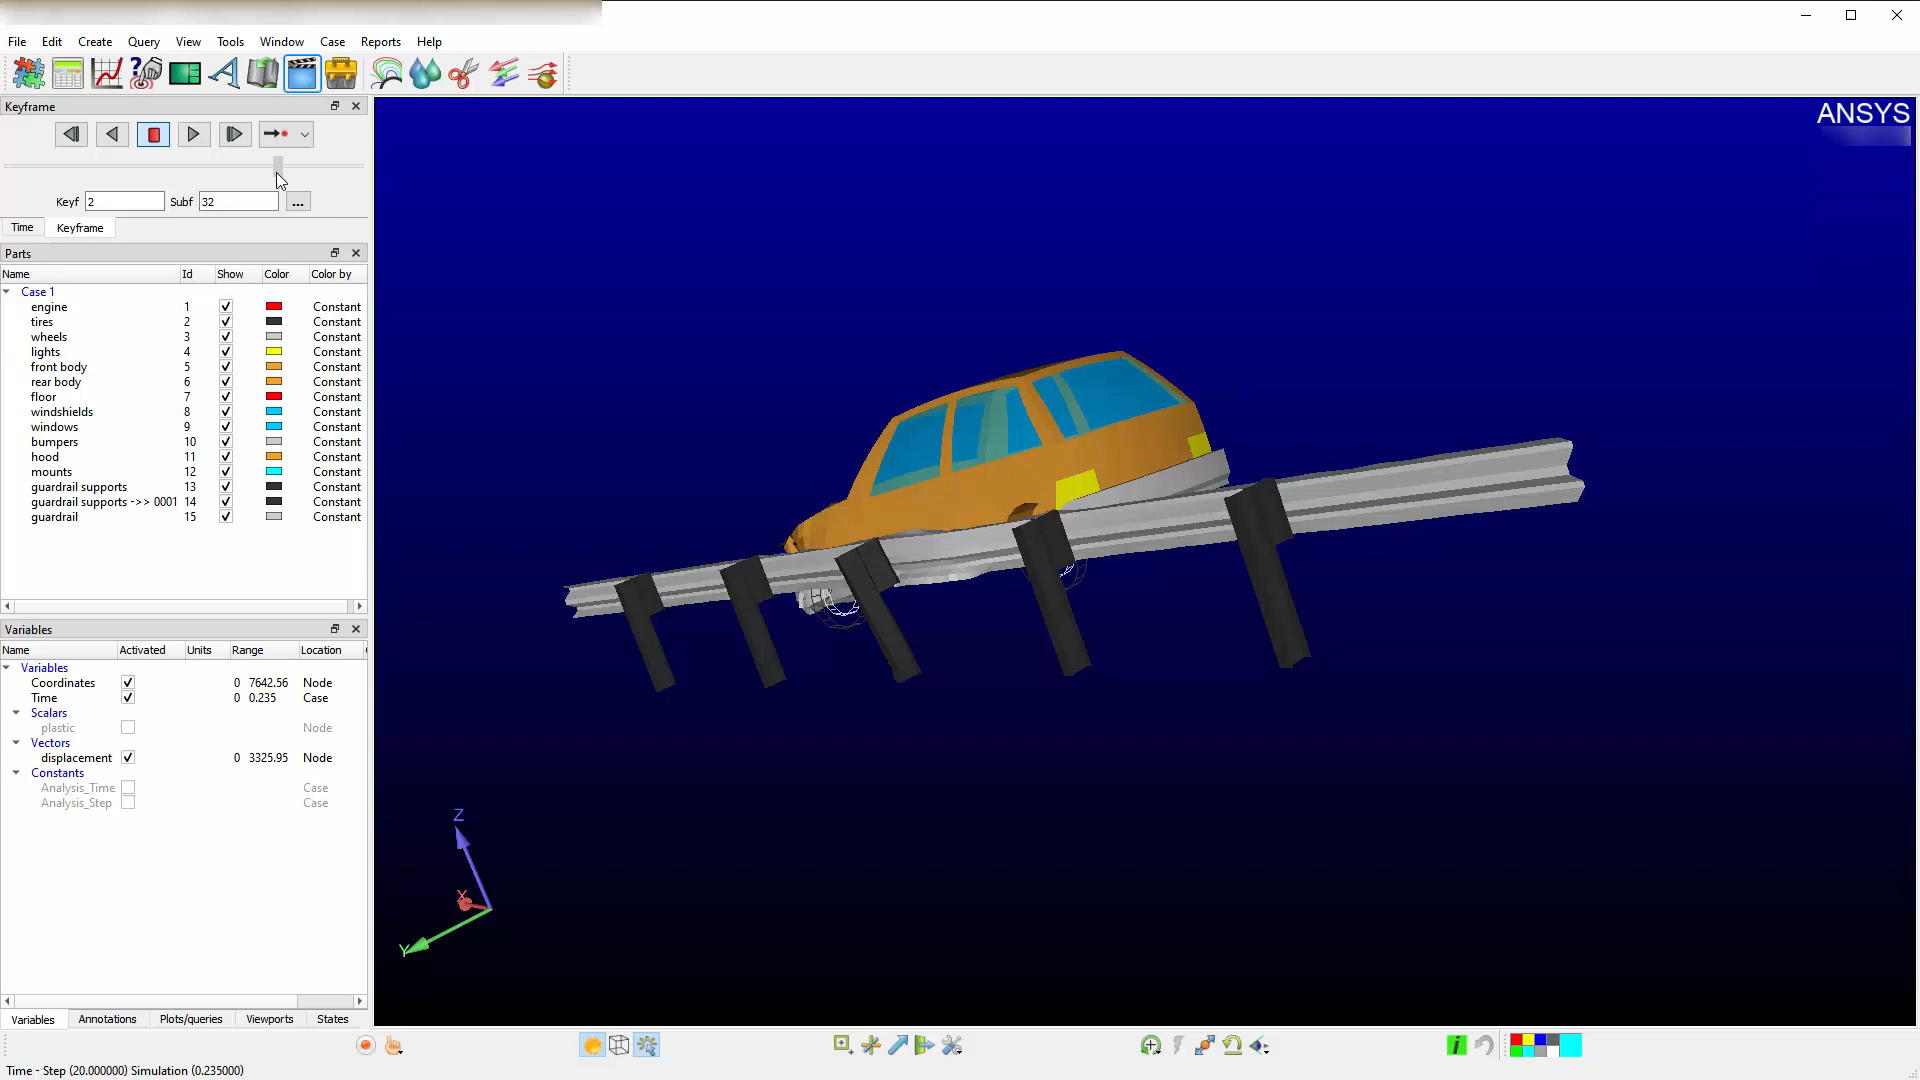 File Edit Create Query View Tools Window Case Reports Help
Keyframe
Keyf 2 Subf 32 ...
Time Keyframe
Parts
Name Id Show Color Color by
Case 1
engine 1 Constant
tires 2 Constant
wheels 3 Constant
lights 4 Constant
front body 5 Constant
rear body 6 Constant
floor 7 Constant
windshields 8 Constant
windows 9 Constant
bumpers 10 Constant
hood 11 Constant
mounts 12 Constant
guardrail supports 13 Constant
guardrail supports ->> 0001 14 Constant
guardrail 15 Constant
Variables
Name Activated Units Range Location
Variables
Coordinates 0 7642.56 Node
Time 0 0.235 Case
Scalars
plastic Node
Vectors
displacement 0 3325.95 Node
Constants
Analysis_Time Case
Analysis_Step Case
Variables Annotations Plots/queries Viewports States
Time - Step (20.000000) Simulation (0.235000)
ANSYS
Z
X
Y